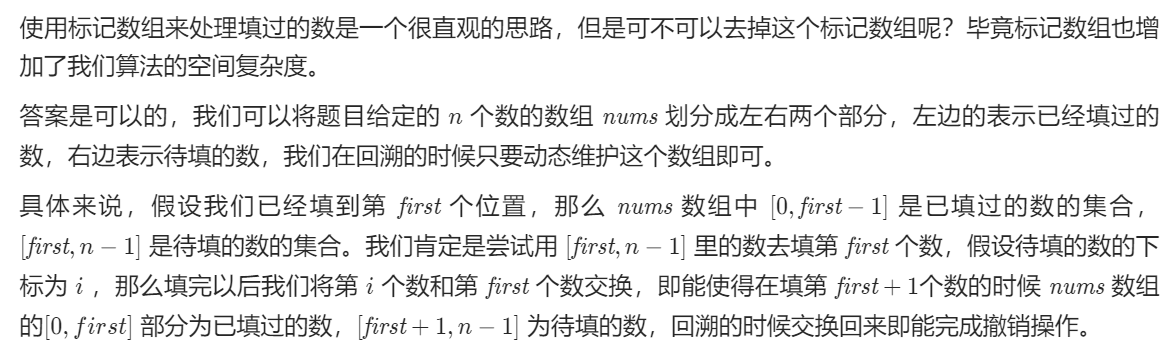 使用标记数组来处理填过的数是一个很直观的思路，但是可不可以去掉这个标记数组呢？毕竟标记数组也增
加了我们算法的空间复杂度。
答案是可以的，我们可以将题目给定的 n 个数的数组 nums 划分成左右两个部分，左边的表示已经填过的
数，右边表示待填的数，我们在回溯的时候只要动态维护这个数组即可。
具体来说，假设我们已经填到第 first 个位置，那么 nums 数组中 [0, first − 1] 是已填过的数的集合，
[first, n − 1] 是待填的数的集合。我们肯定是尝试用 [first, n − 1] 里的数去填第 first 个数，假设待填的数的下
标为 i ，那么填完以后我们将第 i 个数和第 first 个数交换，即能使得在填第 first + 1个数的时候 nums 数组
的[0, first] 部分为已填过的数，[first + 1, n − 1] 为待填的数，回溯的时候交换回来即能完成撤销操作。